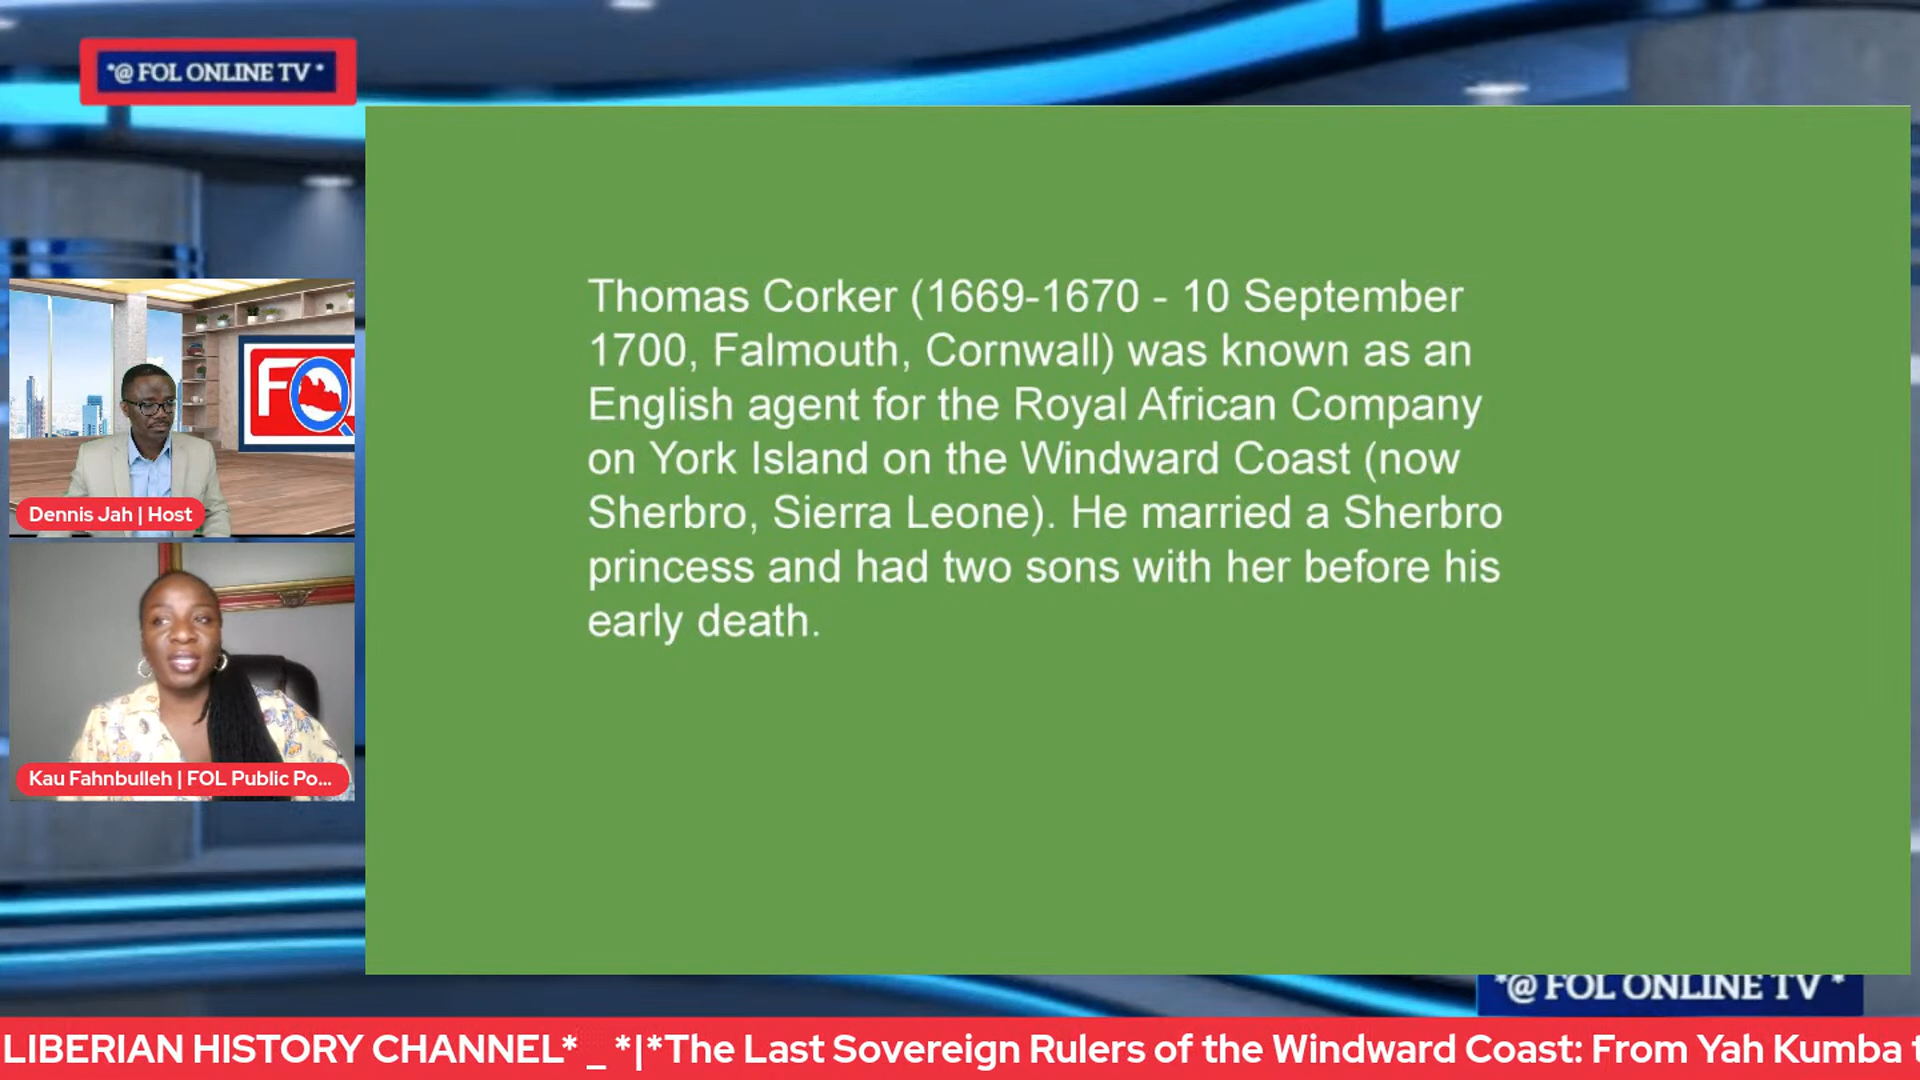 *@ FOL ONLINE TV *
Thomas Corker (1669-1670 - 10 September
1700, Falmouth, Cornwall) was known as an
English agent for the Royal African Company
on York Island on the Windward Coast (now
Sherbro, Sierra Leone). He married a Sherbro
princess and had two sons with her before his
early death.
FOL
Dennis Jah | Host
Kau Fahnbulleh | FOL Public Po...
*@ FOL ONLINE TV *
LIBERIAN HISTORY CHANNEL* _ *|*The Last Sovereign Rulers of the Windward Coast: From Yah Kumba